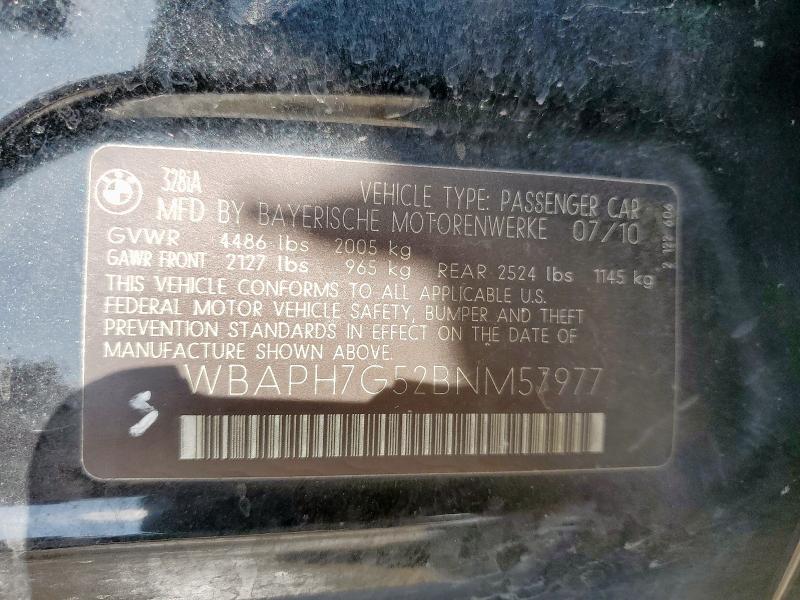 328iA
VEHICLE TYPE: PASSENGER CAR
MFD BY BAYERISCHE MOTORENWERKE 07/10
GVWR 4486 lbs 2005 kg
GAWR FRONT 2127 lbs 965 kg REAR 2524 lbs 1145 kg
THIS VEHICLE CONFORMS TO ALL APPLICABLE U.S.
FEDERAL MOTOR VEHICLE SAFETY, BUMPER AND THEFT
PREVENTION STANDARDS IN EFFECT ON THE DATE OF
MANUFACTURE SHOWN ABOVE.
WBAPH7G52BNM57977
S